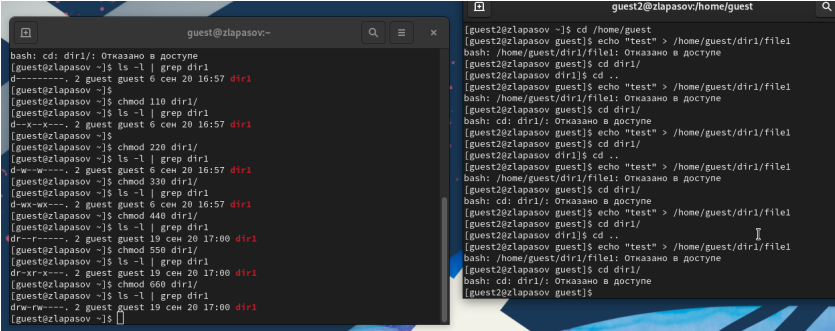 guest@zlapasov:~
bash: cd: dir1/: Отказано в доступе
[guest@zlapasov ~]$ ls -l | grep dir1
d---------. 2 guest guest 6 сен 20 16:57 dir1
[guest@zlapasov ~]$
[guest@zlapasov ~]$ chmod 110 dir1/
[guest@zlapasov ~]$ ls -l | grep dir1
d--x--x---. 2 guest guest 6 сен 20 16:57 dir1
[guest@zlapasov ~]$
[guest@zlapasov ~]$ chmod 220 dir1/
[guest@zlapasov ~]$ ls -l | grep dir1
d-w--w----. 2 guest guest 6 сен 20 16:57 dir1
[guest@zlapasov ~]$ chmod 330 dir1/
[guest@zlapasov ~]$ ls -l | grep dir1
d-wx-wx---. 2 guest guest 6 сен 20 16:57 dir1
[guest@zlapasov ~]$ chmod 440 dir1/
[guest@zlapasov ~]$ ls -l | grep dir1
dr--r-----. 2 guest guest 19 сен 20 17:00 dir1
[guest@zlapasov ~]$ chmod 550 dir1/
[guest@zlapasov ~]$ ls -l | grep dir1
dr-xr-x---. 2 guest guest 19 сен 20 17:00 dir1
[guest@zlapasov ~]$ chmod 660 dir1/
[guest@zlapasov ~]$ ls -l | grep dir1
drw-rw----. 2 guest guest 19 сен 20 17:00 dir1
[guest@zlapasov ~]$
guest2@zlapasov:/home/guest
[guest2@zlapasov ~]$ cd /home/guest
[guest2@zlapasov guest]$ echo "test" > /home/guest/dir1/file1
bash: /home/guest/dir1/file1: Отказано в доступе
[guest2@zlapasov guest]$ cd dir1/
[guest2@zlapasov dir1]$ cd ..
[guest2@zlapasov guest]$ echo "test" > /home/guest/dir1/file1
bash: /home/guest/dir1/file1: Отказано в доступе
[guest2@zlapasov guest]$ cd dir1/
bash: cd: dir1/: Отказано в доступе
[guest2@zlapasov guest]$ echo "test" > /home/guest/dir1/file1
[guest2@zlapasov guest]$ cd dir1/
[guest2@zlapasov dir1]$ cd ..
[guest2@zlapasov guest]$ echo "test" > /home/guest/dir1/file1
bash: /home/guest/dir1/file1: Отказано в доступе
[guest2@zlapasov guest]$ cd dir1/
bash: cd: dir1/: Отказано в доступе
[guest2@zlapasov guest]$ echo "test" > /home/guest/dir1/file1
[guest2@zlapasov guest]$ cd dir1/
[guest2@zlapasov dir1]$ cd ..
[guest2@zlapasov guest]$ echo "test" > /home/guest/dir1/file1
bash: /home/guest/dir1/file1: Отказано в доступе
[guest2@zlapasov guest]$ cd dir1/
bash: cd: dir1/: Отказано в доступе
[guest2@zlapasov guest]$